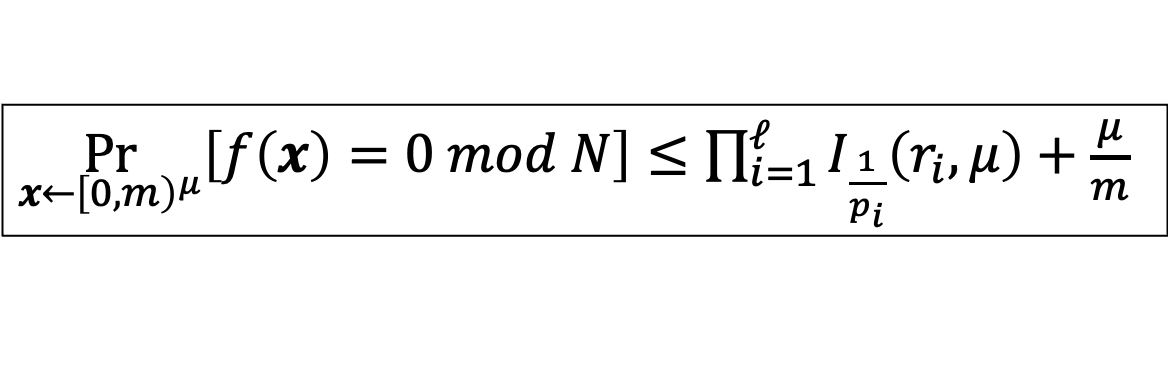 Pr_{x←[0,m)^μ} [f(x) = 0 mod N] ≤ ∏_{i=1}^{ℓ} I_{1/p_i}(r_i, μ) + μ/m